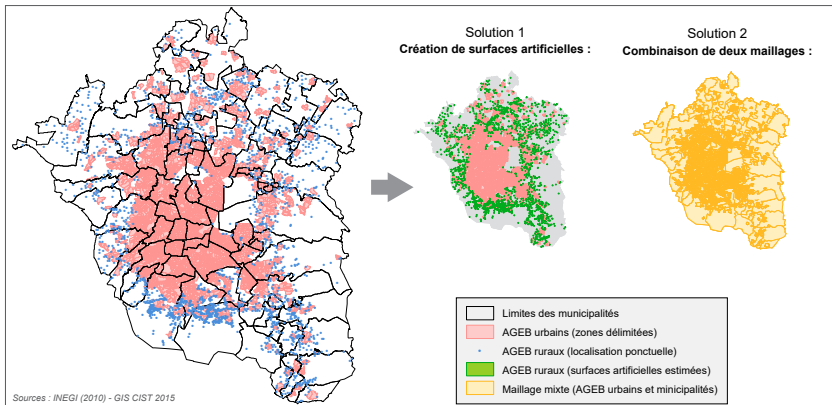 Solution 1
Création de surfaces artificielles :
Solution 2
Combinaison de deux maillages :
Limites des municipalités
AGEB urbains (zones délimitées)
AGEB ruraux (localisation ponctuelle)
AGEB ruraux (surfaces artificielles estimées)
Maillage mixte (AGEB urbains et minicipalités)
Sources : INEGI (2010) - GIS CIST 2015